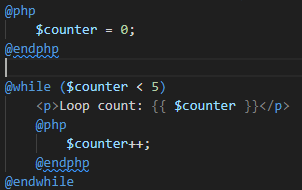 @php
    $counter = 0;
@endphp

@while ($counter < 5)
    <p>Loop count: {{ $counter }}</p>
    @php
        $counter++;
    @endphp
@endwhile